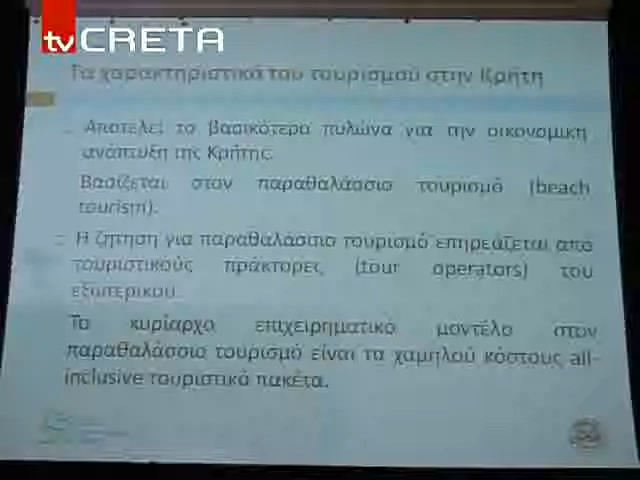 tv CRETA
Τα χαρακτηριστικά του τουρισμού στην Κρήτη
Αποτελεί το βασικότερο πυλώνα για την οικονομική
ανάπτυξη της Κρήτης.
Βασίζεται στον παραθαλάσσιο τουρισμό (beach
tourism).
Η ζήτηση για παραθαλάσσιο τουρισμό επηρεάζεται από
τουριστικούς πράκτορες (tour operators) του
εξωτερικού.
Το κυρίαρχο επιχειρηματικό μοντέλο στον
παραθαλάσσιο τουρισμό είναι τα χαμηλού κόστους all-
inclusive τουριστικά πακέτα.